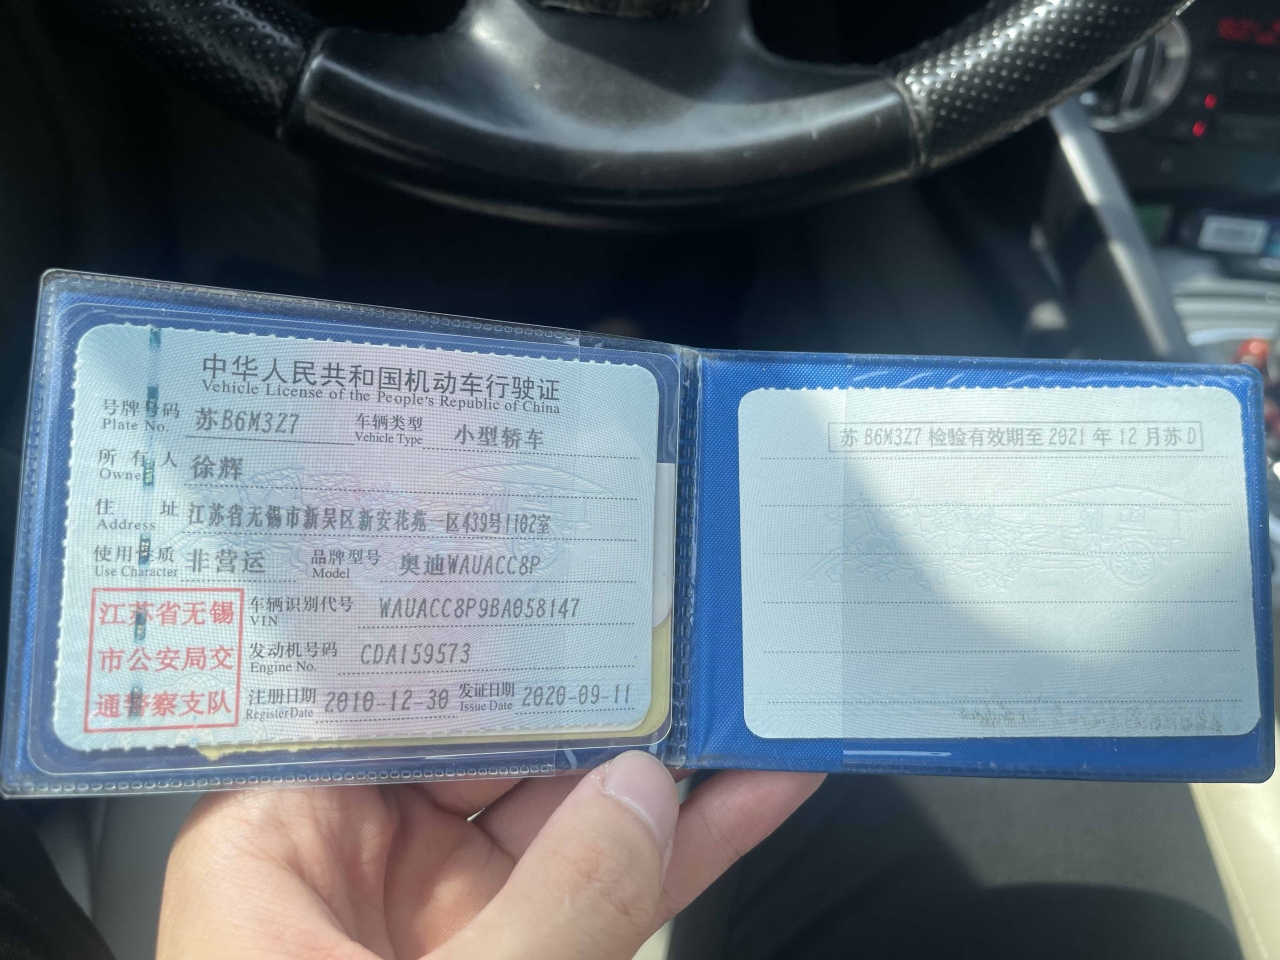 中华人民共和国机动车行驶证
Vehicle License of the People's Republic of China
号牌号码 苏B6M3Z7 车辆类型 小型轿车
Plate No. Vehicle Type
所有人 徐辉
Owner
住址 江苏省无锡市新吴区新安花苑一区439号1102室
Address
使用性质 非营运 品牌型号 奥迪WAUACC8P
Use Character Model
江苏省无锡
市公安局交
通警察支队
车辆识别代号 WAUACC8P9BA058147
VIN
发动机号码 CDA159573
Engine No.
注册日期 2010-12-30 发证日期 2020-09-11
Register Date Issue Date
苏B6M3Z7 检验有效期至 2021 年 12 月苏 D